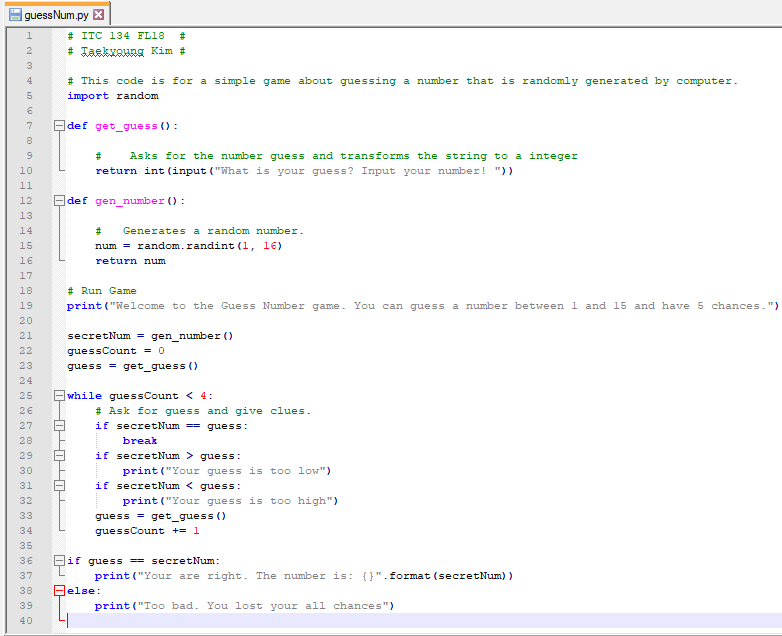 guessNum.py
1 # ITC 134 FL18 #
2 # Taekyoung Kim #
3
4 # This code is for a simple game about guessing a number that is randomly generated by computer.
5 import random
6
7 def get_guess():
8
9     #    Asks for the number guess and transforms the string to a integer
10     return int(input("What is your guess? Input your number! "))
11
12 def gen_number():
13
14     #   Generates a random number.
15     num = random.randint(1, 16)
16     return num
17
18 # Run Game
19 print("Welcome to the Guess Number game. You can guess a number between 1 and 15 and have 5 chances.")
20
21 secretNum = gen_number()
22 guessCount = 0
23 guess = get_guess()
24
25 while guessCount < 4:
26     # Ask for guess and give clues.
27     if secretNum == guess:
28         break
29     if secretNum > guess:
30         print("Your guess is too low")
31     if secretNum < guess:
32         print("Your guess is too high")
33     guess = get_guess()
34     guessCount += 1
35
36 if guess == secretNum:
37     print("Your are right. The number is: {}".format(secretNum))
38 else:
39     print("Too bad. You lost your all chances")
40